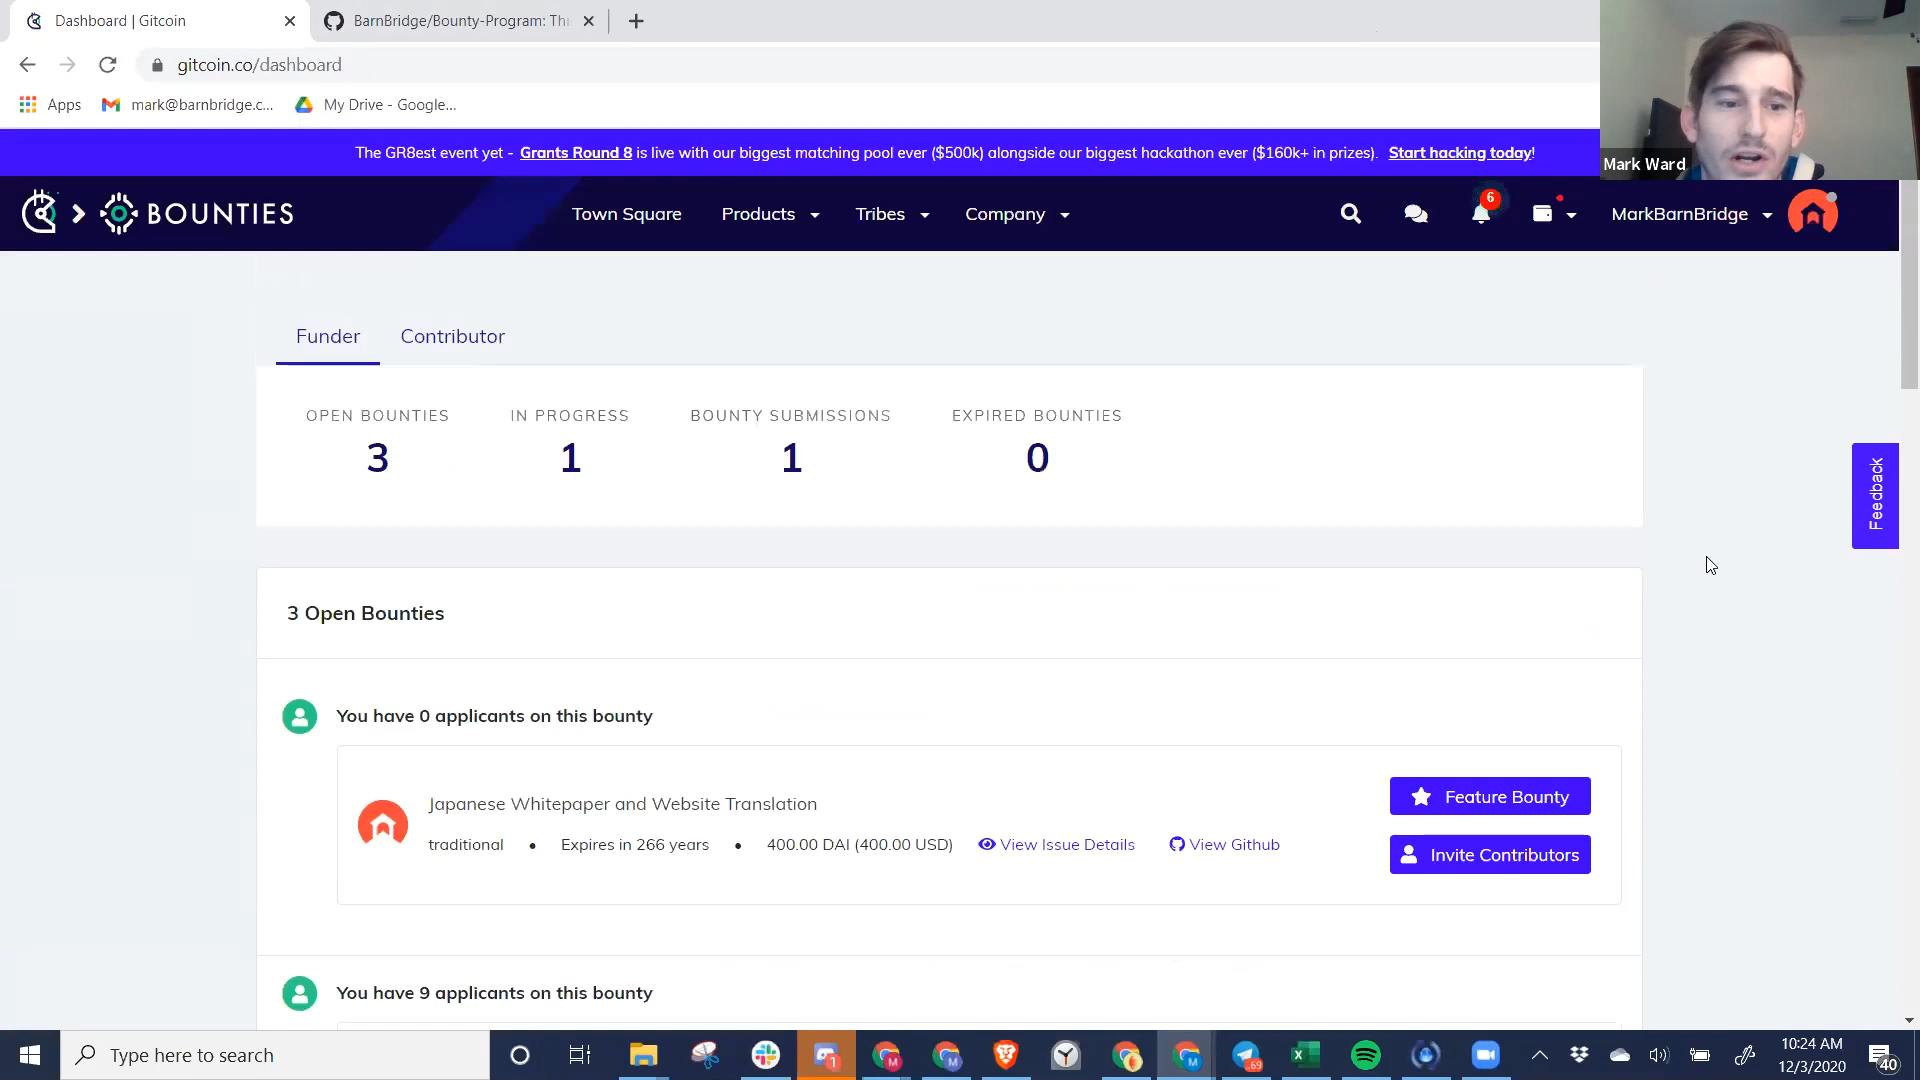 Dashboard | Gitcoin
BarnBridge/Bounty-Program: Th
gitcoin.co/dashboard
Apps
mark@barnbridge.c...
My Drive - Google...
The GR8est event yet - Grants Round 8 is live with our biggest matching pool ever ($500k) alongside our biggest hackathon ever ($160k+ in prizes). Start hacking today!
Mark Ward
BOUNTIES
Town Square
Products
Tribes
Company
6
MarkBarnBridge
Funder
Contributor
OPEN BOUNTIES
IN PROGRESS
BOUNTY SUBMISSIONS
EXPIRED BOUNTIES
3
1
1
0
Feedback
3 Open Bounties
You have 0 applicants on this bounty
Japanese Whitepaper and Website Translation
traditional • Expires in 266 years • 400.00 DAI (400.00 USD) View Issue Details View Github
Feature Bounty
Invite Contributors
You have 9 applicants on this bounty
Type here to search
1
69
10:24 AM
12/3/2020
40